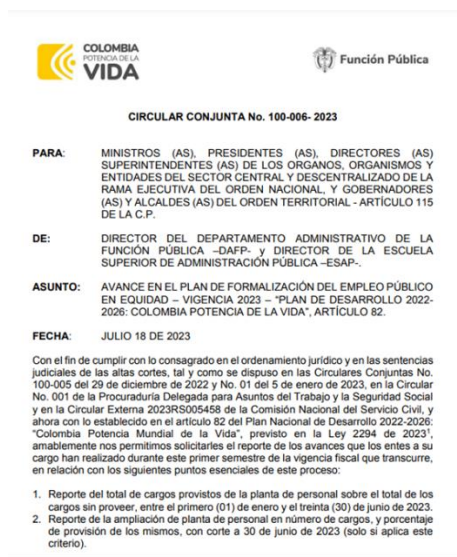 COLOMBIA
POTENCIA DE LA
VIDA
Función Pública
CIRCULAR CONJUNTA No. 100-006- 2023
PARA: MINISTROS (AS), PRESIDENTES (AS), DIRECTORES (AS)
SUPERINTENDENTES (AS) DE LOS ORGANOS, ORGANISMOS Y
ENTIDADES DEL SECTOR CENTRAL Y DESCENTRALIZADO DE LA
RAMA EJECUTIVA DEL ORDEN NACIONAL, Y GOBERNADORES
(AS) Y ALCALDES (AS) DEL ORDEN TERRITORIAL - ARTÍCULO 115
DE LA C.P.
DE: DIRECTOR DEL DEPARTAMENTO ADMINISTRATIVO DE LA
FUNCIÓN PÚBLICA –DAFP- y DIRECTOR DE LA ESCUELA
SUPERIOR DE ADMINISTRACIÓN PÚBLICA –ESAP-.
ASUNTO: AVANCE EN EL PLAN DE FORMALIZACIÓN DEL EMPLEO PÚBLICO
EN EQUIDAD – VIGENCIA 2023 – “PLAN DE DESARROLLO 2022-
2026: COLOMBIA POTENCIA DE LA VIDA”, ARTÍCULO 82.
FECHA: JULIO 18 DE 2023
Con el fin de cumplir con lo consagrado en el ordenamiento jurídico y en las sentencias
judiciales de las altas cortes, tal y como se dispuso en las Circulares Conjuntas No.
100-005 del 29 de diciembre de 2022 y No. 01 del 5 de enero de 2023, en la Circular
No. 001 de la Procuraduría Delegada para Asuntos del Trabajo y la Seguridad Social
y en la Circular Externa 2023RS005458 de la Comisión Nacional del Servicio Civil, y
ahora con lo establecido en el artículo 82 del Plan Nacional de Desarrollo 2022-2026:
“Colombia Potencia Mundial de la Vida”, previsto en la Ley 2294 de 2023¹,
amablemente nos permitimos solicitarles el reporte de los avances que los entes a su
cargo han realizado durante este primer semestre de la vigencia fiscal que transcurre,
en relación con los siguientes puntos esenciales de este proceso:
1. Reporte del total de cargos provistos de la planta de personal sobre el total de los
cargos sin proveer, entre el primero (01) de enero y el treinta (30) de junio de 2023.
2. Reporte de la ampliación de planta de personal en número de cargos, y porcentaje
de provisión de los mismos, con corte a 30 de junio de 2023 (solo si aplica este
criterio).